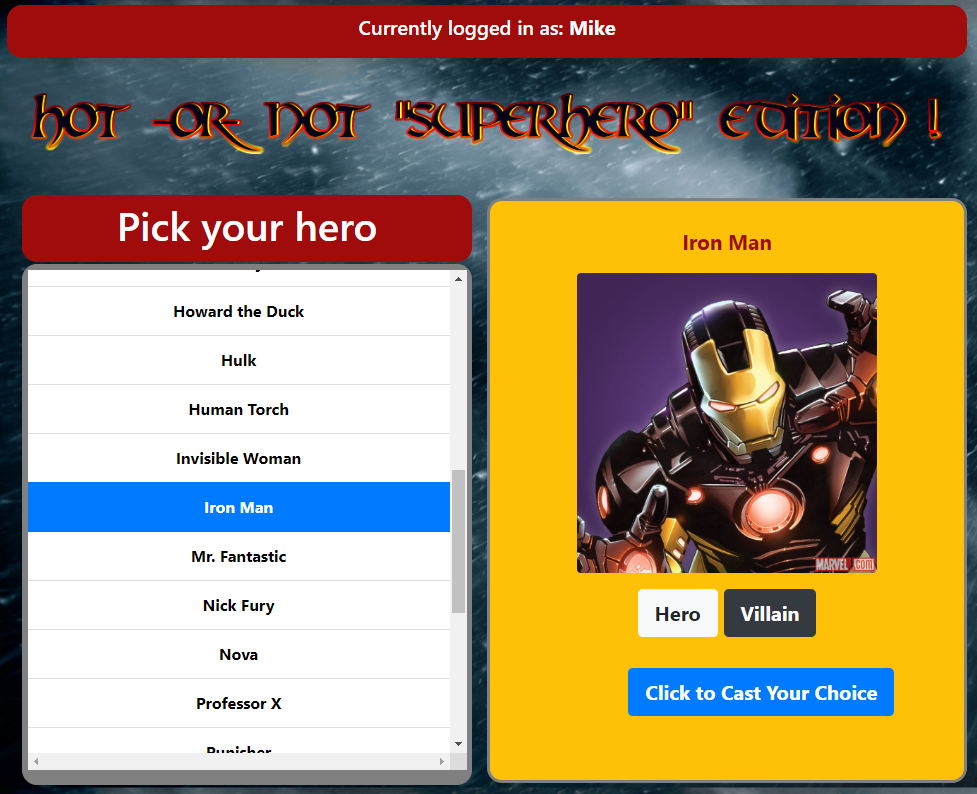 Currently logged in as: Mike
HOT -OR- NOT "SUPERHERO" EDITION !
Pick your hero
Howard the Duck
Hulk
Human Torch
Invisible Woman
Iron Man
Mr. Fantastic
Nick Fury
Nova
Professor X
Punisher
Iron Man
MARVEL.COM
Hero
Villain
Click to Cast Your Choice